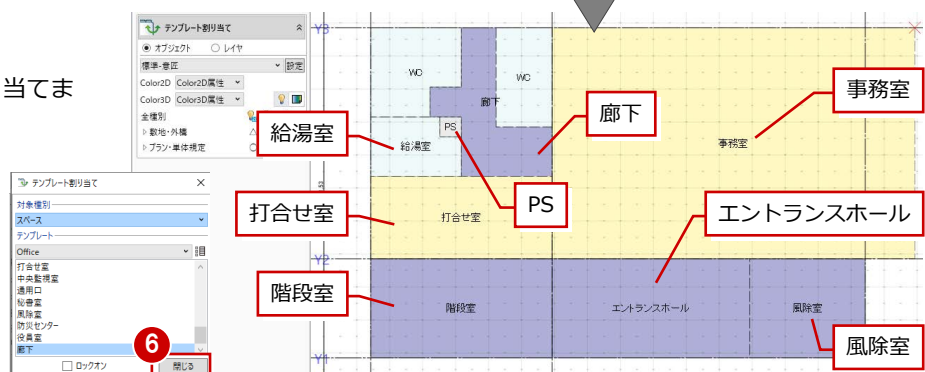 当てま
テンプレート割り当て
オブジェクト レイヤ
標準-意匠 設定
Color2D Color2D属性
Color3D Color3D属性
全種別
敷地・外構
プラン・単体規定
テンプレート割り当て
対象種別
スペース
テンプレート
Office
打合せ室
中央監視室
通用口
秘書室
風除室
防災センター
役員室
廊下
ロックオン 閉じる
6
Y3
WC
WC
廊下
PS
給湯室
事務室
打合せ室
Y2
階段室
エントランスホール
風除室
Y1
給湯室
廊下
事務室
打合せ室
PS
エントランスホール
階段室
風除室